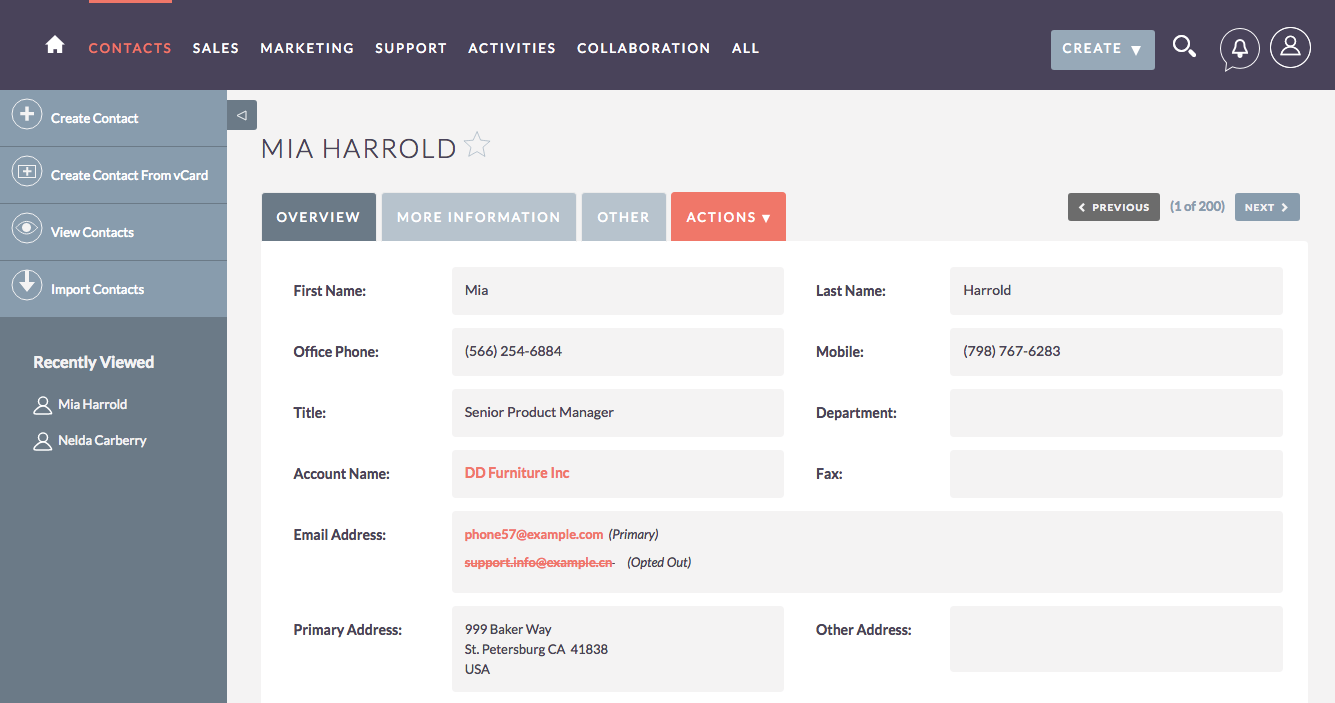 CONTACTS SALES MARKETING SUPPORT ACTIVITIES COLLABORATION ALL CREATE ▼
Create Contact
Create Contact From vCard
View Contacts
Import Contacts
Recently Viewed
Mia Harrold
Nelda Carberry
MIA HARROLD
OVERVIEW MORE INFORMATION OTHER ACTIONS ▼ PREVIOUS (1 of 200) NEXT
First Name: Mia Last Name: Harrold
Office Phone: (566) 254-6884 Mobile: (798) 767-6283
Title: Senior Product Manager Department:
Account Name: DD Furniture Inc Fax:
Email Address: phone57@example.com (Primary)
support.info@example.cn (Opted Out)
Primary Address: 999 Baker Way Other Address:
St. Petersburg CA 41838
USA